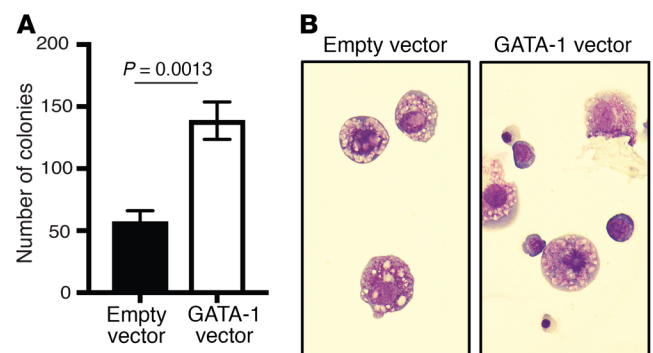 A
200
150
100
50
0
Number of colonies
P = 0.0013
Empty
vector
GATA-1
vector
B
Empty vector
GATA-1 vector